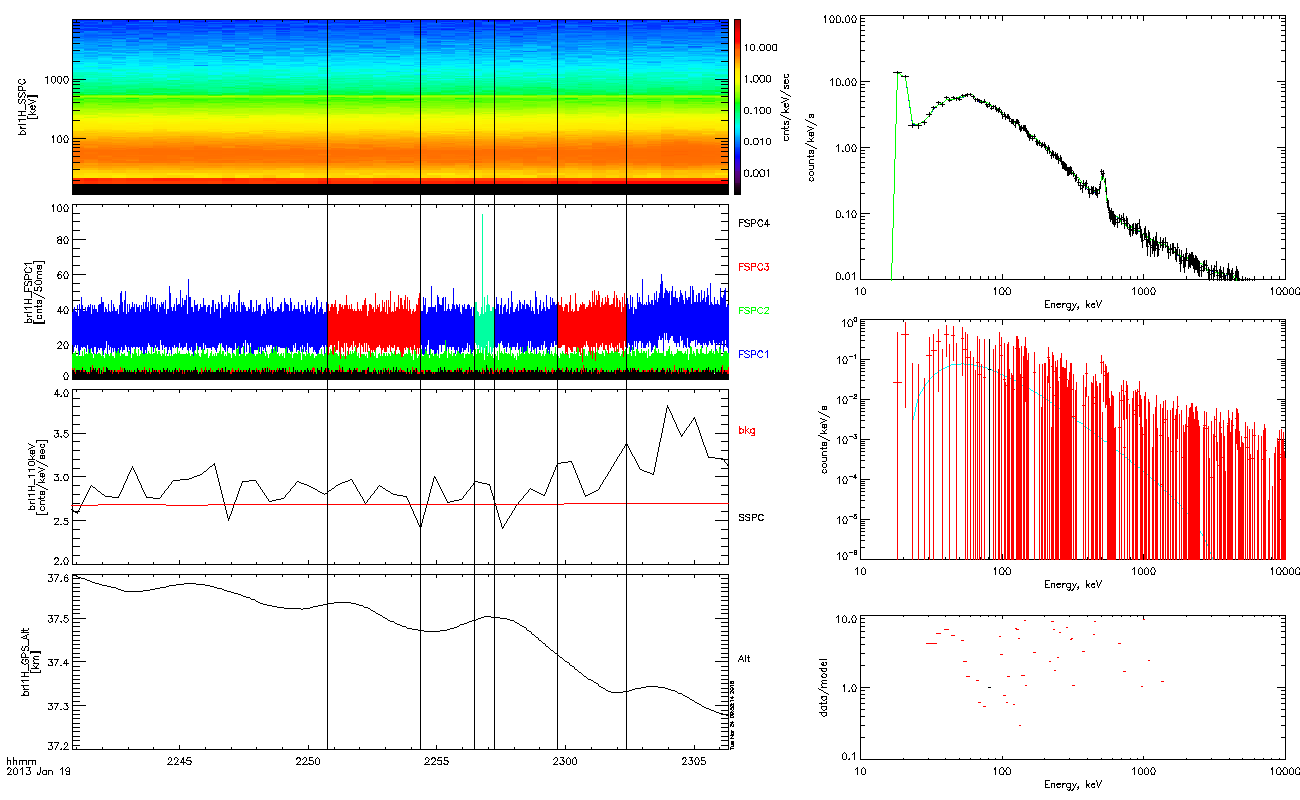 brl1H_SSPC
[keV]
1000
100
10.000
1.000
0.100
0.010
0.001
cnts/keV/sec
brl1H_FSPC1
[cnts/50ms]
100
80
60
40
20
0
FSPC4
FSPC3
FSPC2
FSPC1
brl1H_110keV
[cnts/keV/sec]
4.0
3.5
3.0
2.5
2.0
bkg
SSPC
brl1H_GPS_Alt
[km]
37.6
37.5
37.4
37.3
37.2
Alt
hhmm
2013 Jan 19
2245
2250
2255
2300
2305
counts/keV/s
100.00
10.00
1.00
0.10
0.01
10
100
1000
10000
Energy, keV
counts/keV/s
10⁰
10⁻¹
10⁻²
10⁻³
10⁻⁴
10⁻⁵
10⁻⁶
10
100
1000
10000
Energy, keV
data/model
10.0
1.0
0.1
10
100
1000
10000
Energy, keV